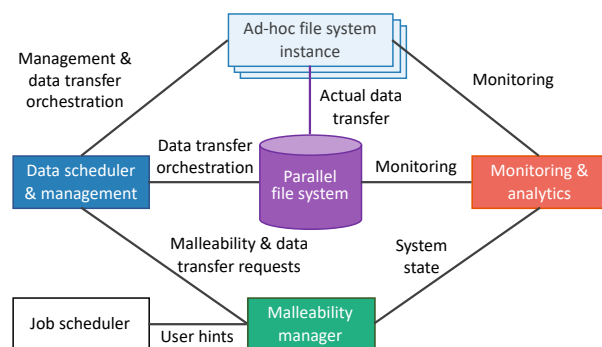 Ad-hoc file system
instance
Management &
data transfer
orchestration
Monitoring
Actual data
transfer
Data transfer
orchestration
Data scheduler
& management
Parallel
file system
Monitoring
Monitoring &
analytics
Malleability & data
transfer requests
System
state
Job scheduler
User hints
Malleability
manager